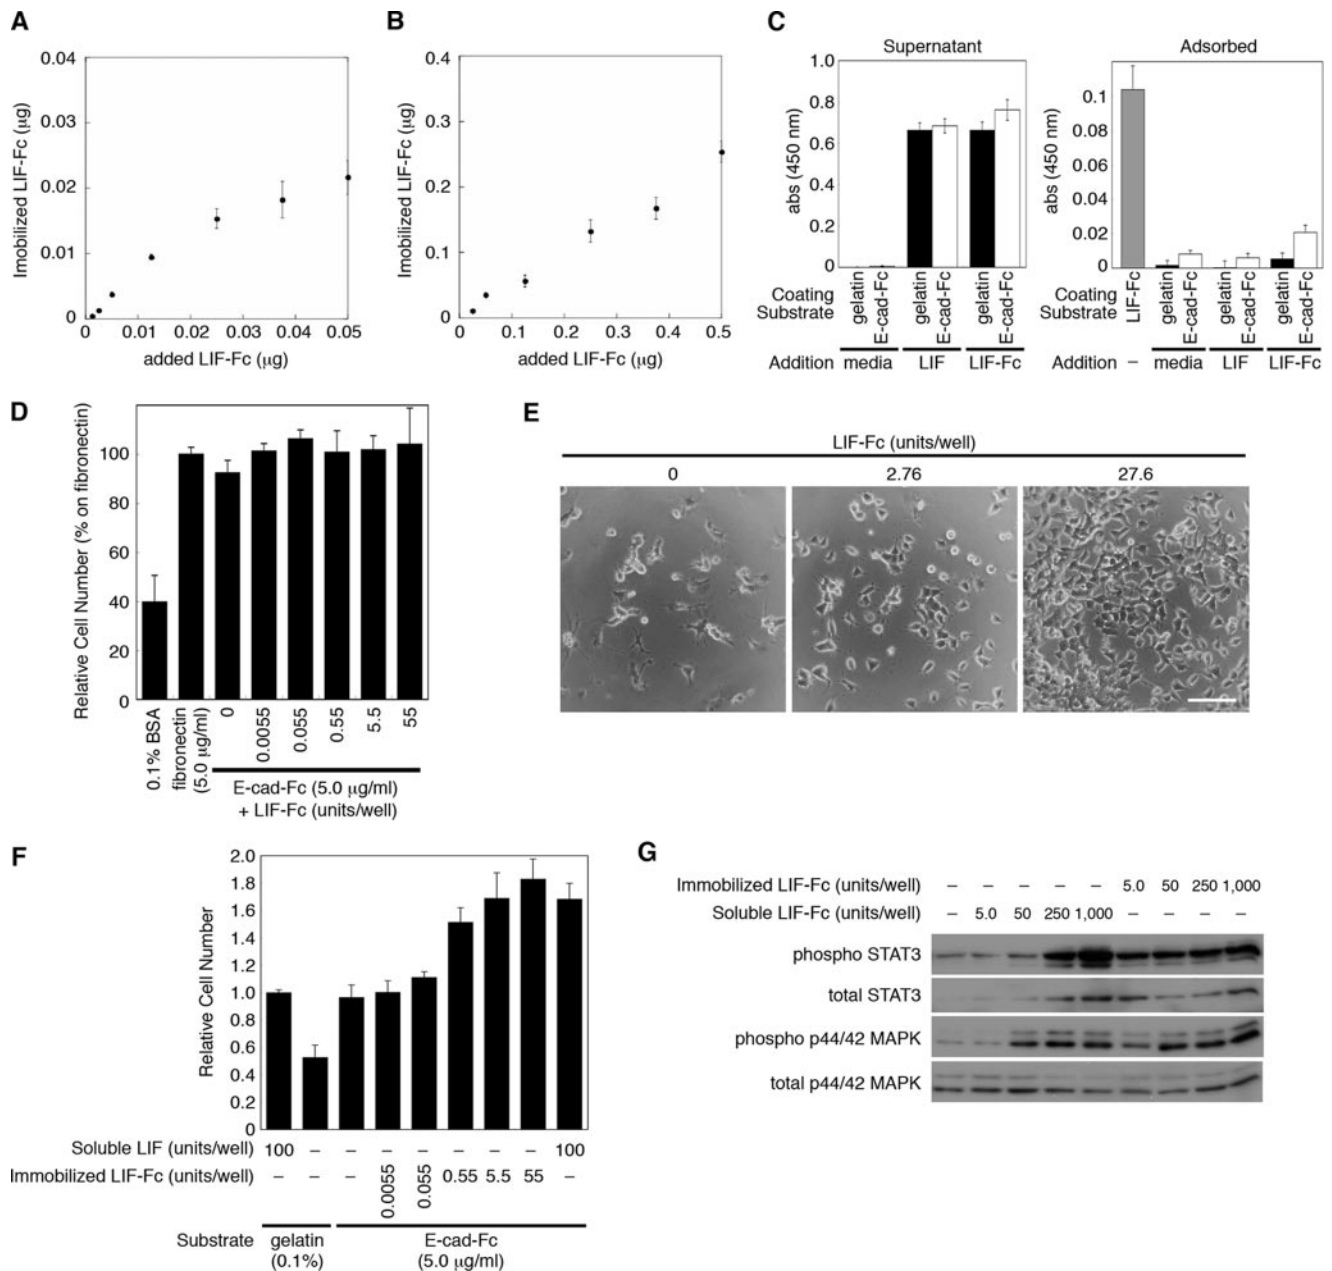 A
Imobilized LIF-Fc (μg)
0.04
0.03
0.02
0.01
0
0 0.01 0.02 0.03 0.04 0.05
added LIF-Fc (μg)
B
Imobilized LIF-Fc (μg)
0.4
0.3
0.2
0.1
0
0 0.1 0.2 0.3 0.4 0.5
added LIF-Fc (μg)
C
Supernatant
abs (450 nm)
1.0
0.8
0.6
0.4
0.2
0
Coating Substrate
gelatin
E-cad-Fc
gelatin
E-cad-Fc
gelatin
E-cad-Fc
Addition media LIF LIF-Fc
Adsorbed
abs (450 nm)
0.1
0.08
0.06
0.04
0.02
0
Coating Substrate
LIF-Fc
gelatin
E-cad-Fc
gelatin
E-cad-Fc
gelatin
E-cad-Fc
Addition – media LIF LIF-Fc
D
Relative Cell Number (% on fibronectin)
100
80
60
40
20
0
0.1% BSA
fibronectin
(5.0 μg/ml)
0
0.0055
0.055
0.55
5.5
55
E-cad-Fc (5.0 μg/ml)
+ LIF-Fc (units/well)
E
LIF-Fc (units/well)
0 2.76 27.6
F
Relative Cell Number
2.0
1.8
1.6
1.4
1.2
1.0
0.8
0.6
0.4
0.2
0
Soluble LIF (units/well) 100 – – – – – – – 100
Immobilized LIF-Fc (units/well) – – – 0.0055 0.055 0.55 5.5 55 –
Substrate gelatin (0.1%) E-cad-Fc (5.0 μg/ml)
G
Immobilized LIF-Fc (units/well) – – – – – 5.0 50 250 1,000
Soluble LIF-Fc (units/well) – 5.0 50 250 1,000 – – – –
phospho STAT3
total STAT3
phospho p44/42 MAPK
total p44/42 MAPK